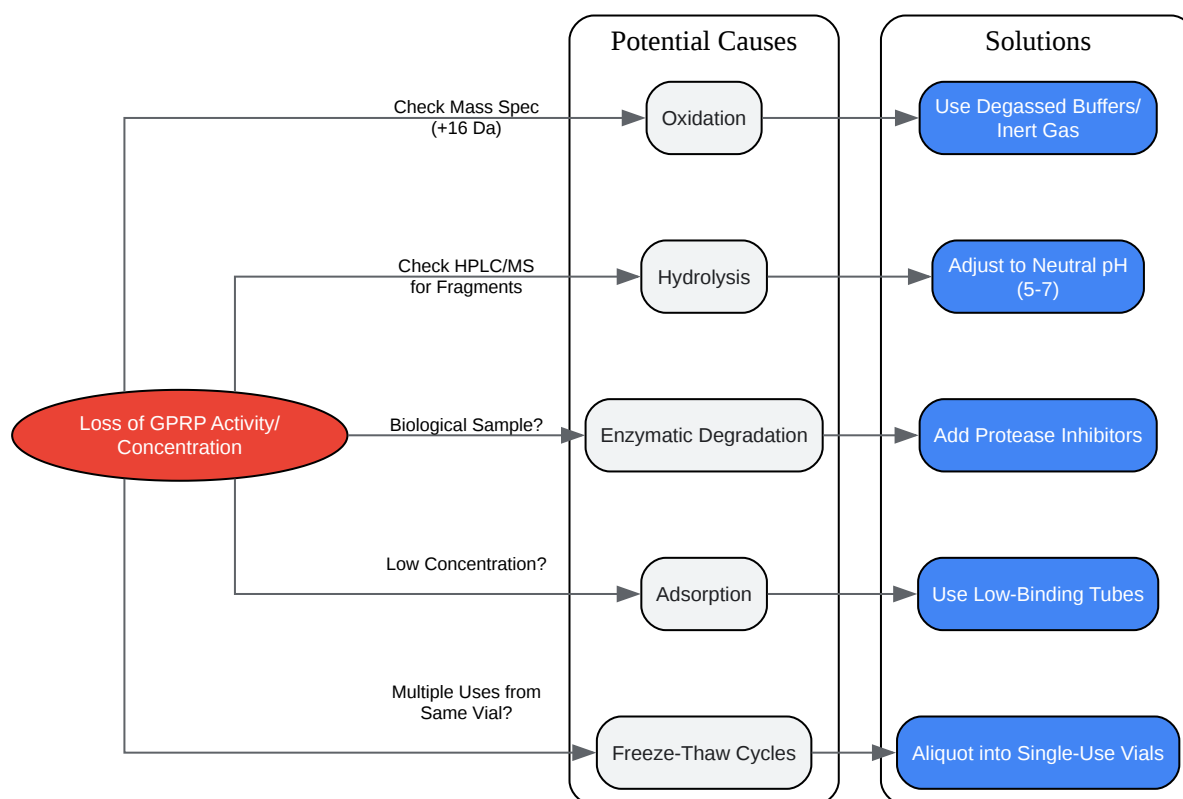 Potential Causes
Solutions
Check Mass Spec
(+16 Da)
Oxidation
Use Degassed Buffers/
Inert Gas
Check HPLC/MS
for Fragments
Hydrolysis
Adjust to Neutral pH
(5-7)
Loss of GPRP Activity/
Concentration
Biological Sample?
Enzymatic Degradation
Add Protease Inhibitors
Low Concentration?
Adsorption
Use Low-Binding Tubes
Multiple Uses from
Same Vial?
Freeze-Thaw Cycles
Aliquot into Single-Use Vials